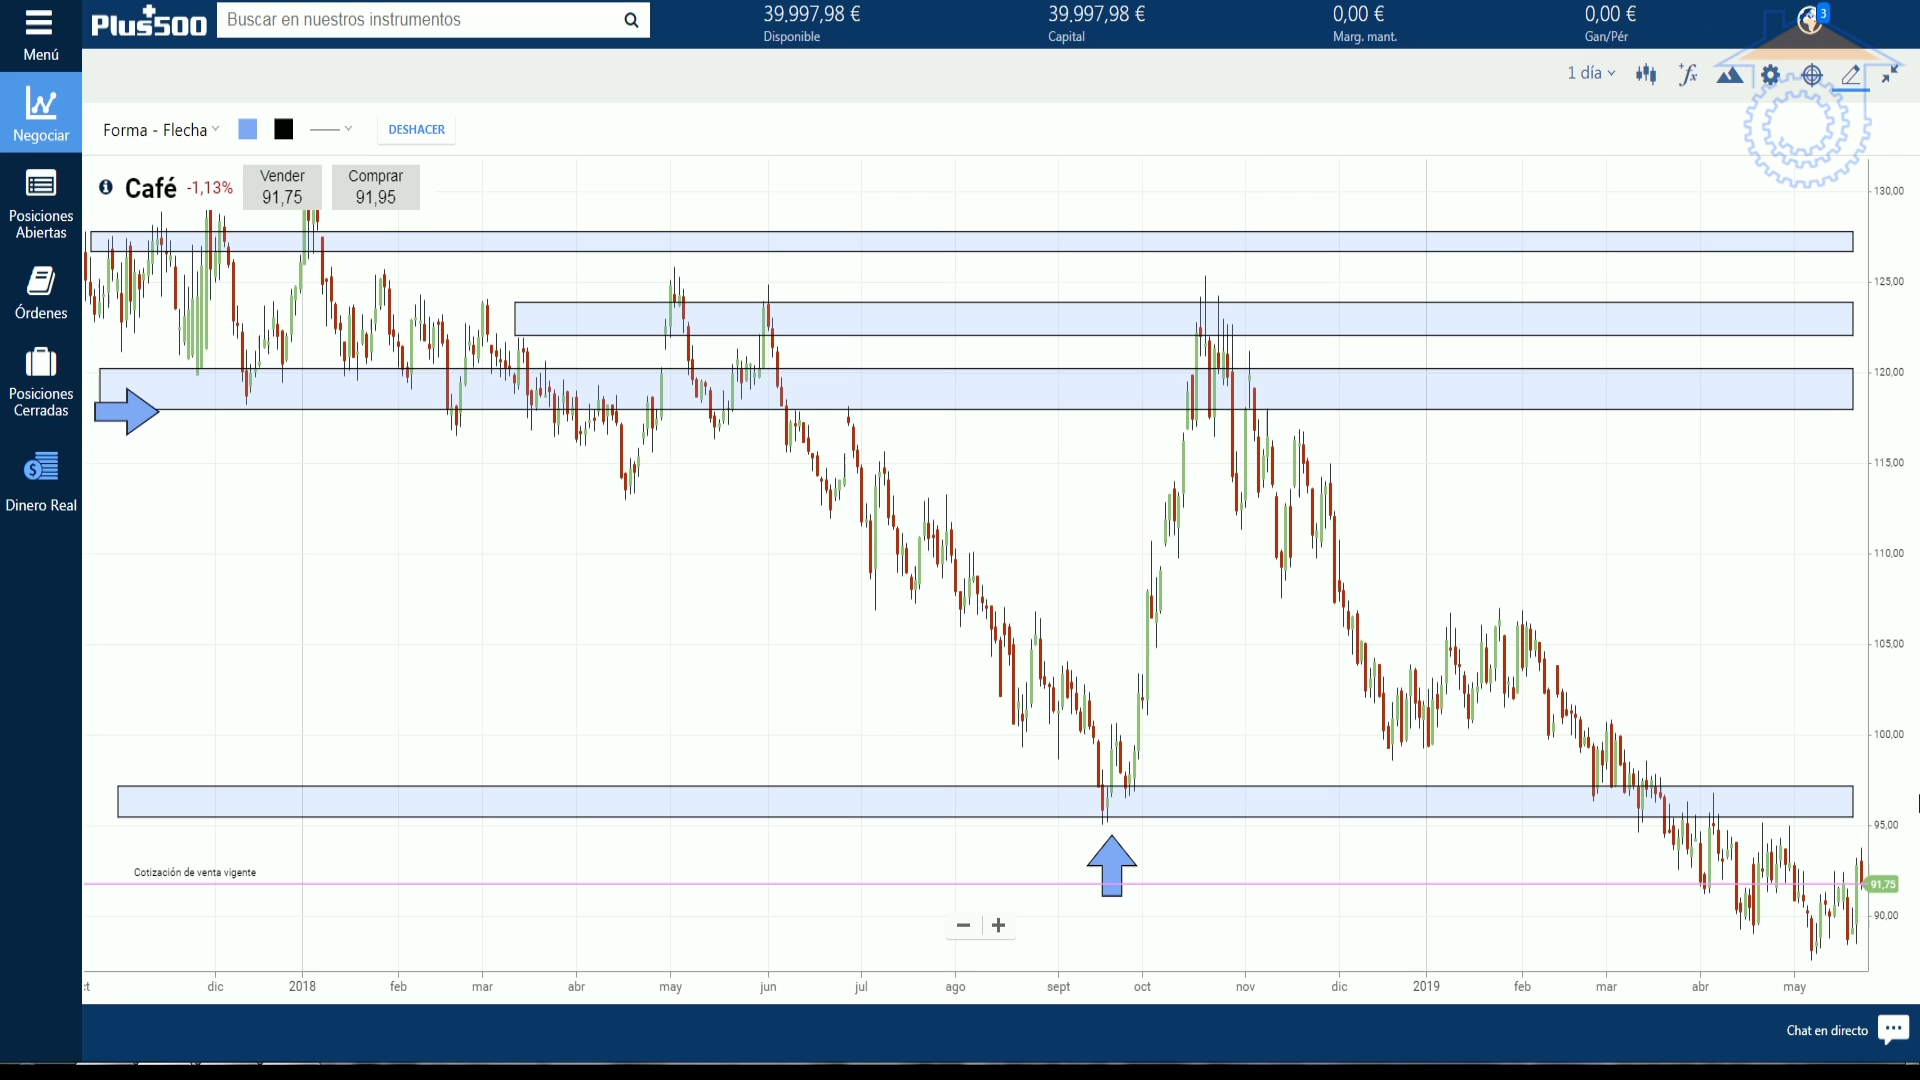 Menú
Plus500
Buscar en nuestros instrumentos
39.997,98 €
Disponible
39.997,98 €
Capital
0,00 €
Marg. mant.
0,00 €
Gan/Pér
3
Negociar
Posiciones
Abiertas
Órdenes
Posiciones
Cerradas
Dinero Real
1 día
fx
Forma - Flecha
DESHACER
Café
-1,13%
Vender
91,75
Comprar
91,95
130,00
125,00
120,00
115,00
110,00
105,00
100,00
95,00
91,75
90,00
Cotización de venta vigente
dic
2018
feb
mar
abr
may
jun
jul
ago
sept
oct
nov
dic
2019
feb
mar
abr
may
Chat en directo